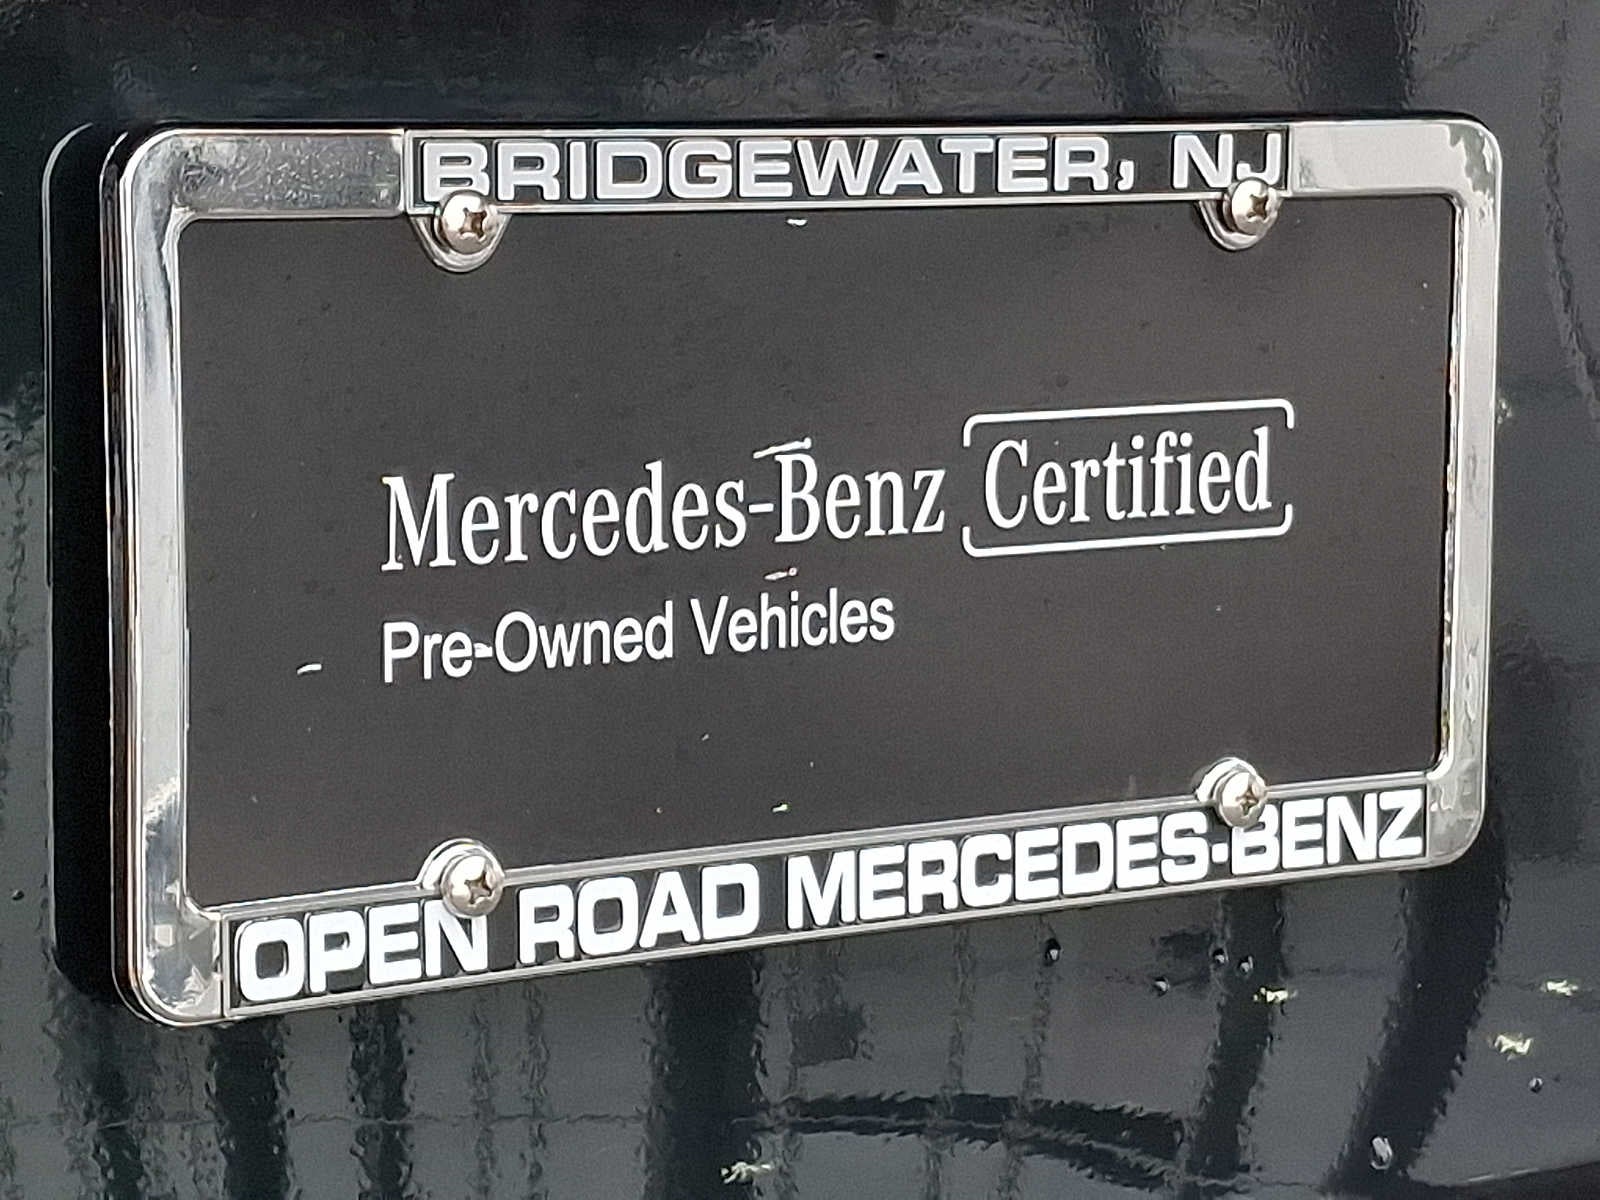 BRIDGEWATER, NJ
Mercedes-Benz Certified
Pre-Owned Vehicles
OPEN ROAD MERCEDES-BENZ